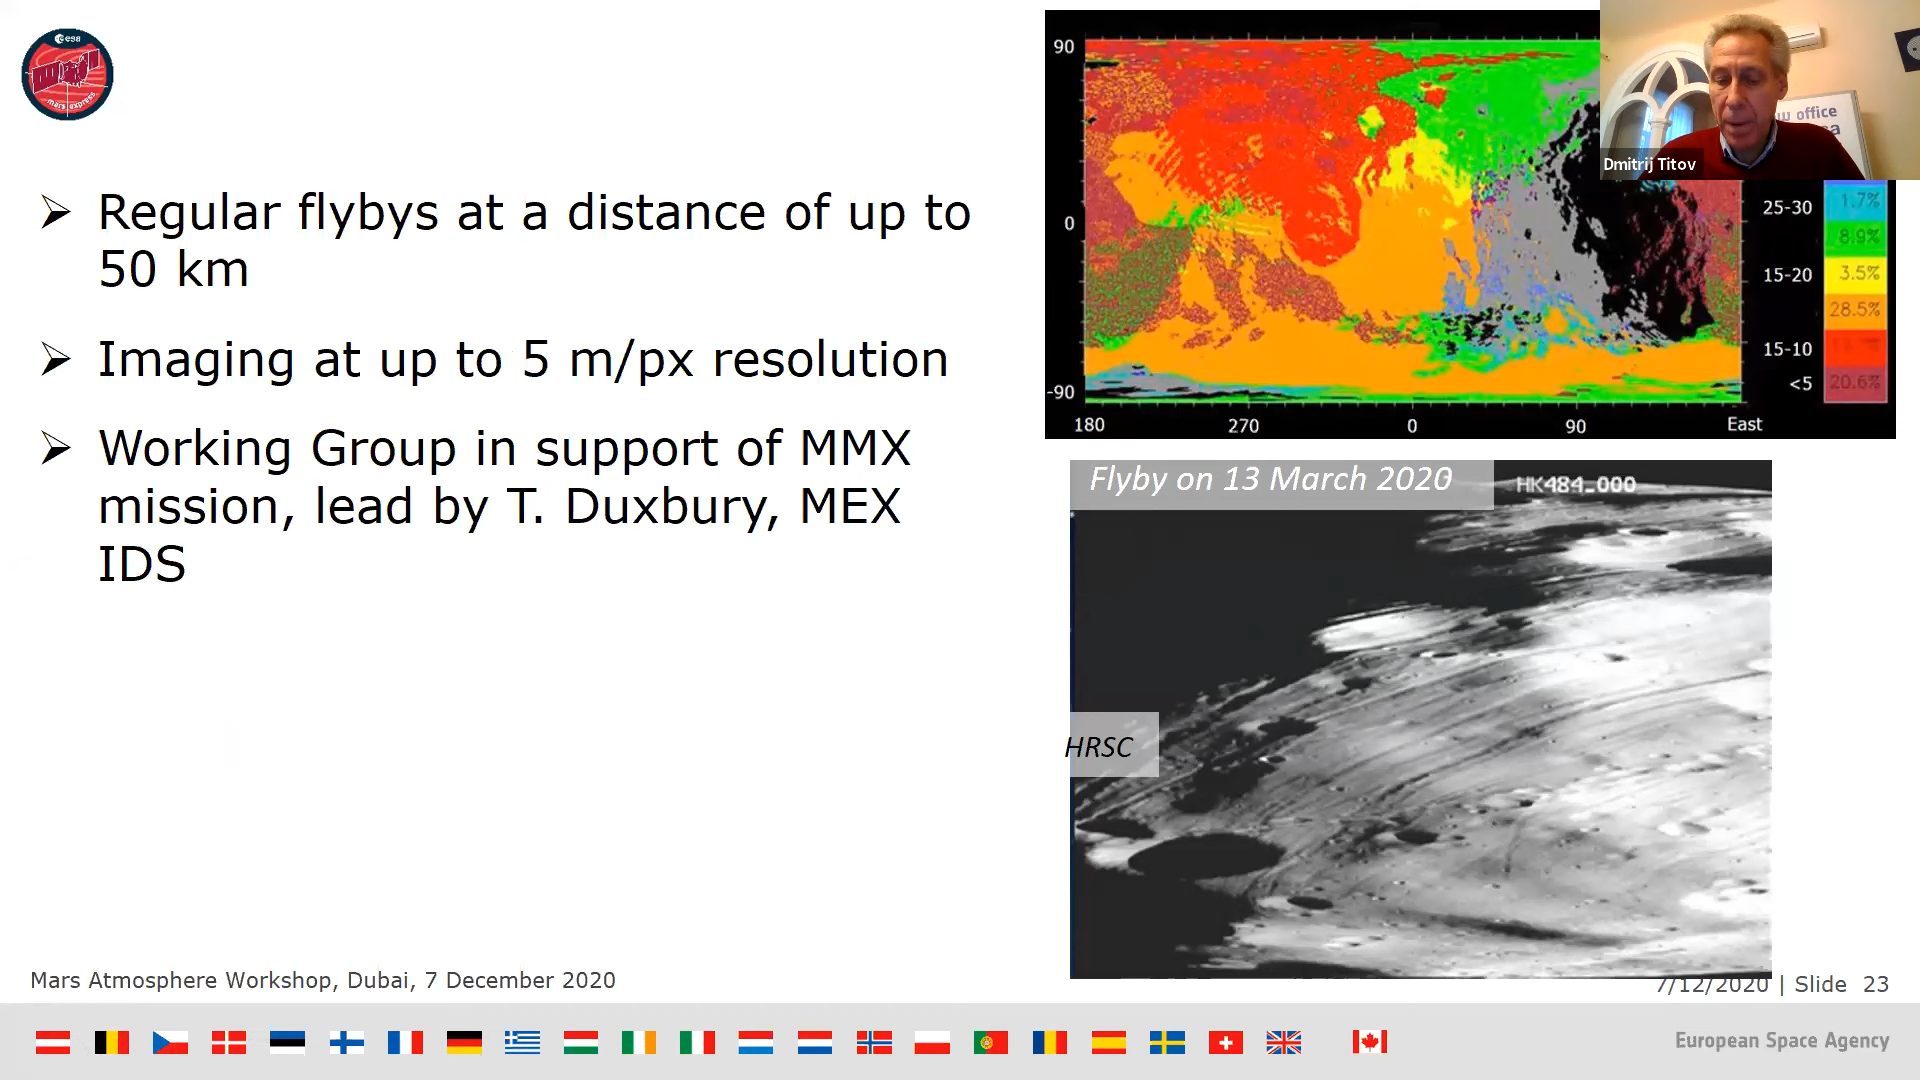 esa
mars express
Regular flybys at a distance of up to
50 km
Imaging at up to 5 m/px resolution
Working Group in support of MMX
mission, lead by T. Duxbury, MEX
IDS
90
0
-90
180
270
0
90
East
25-30
1.7%
8.9%
15-20
3.5%
28.5%
15-10
<5
20.6%
office
Dmitrij Titov
Flyby on 13 March 2020
HK484_000
HRSC
Mars Atmosphere Workshop, Dubai, 7 December 2020
7/12/2020 | Slide 23
European Space Agency